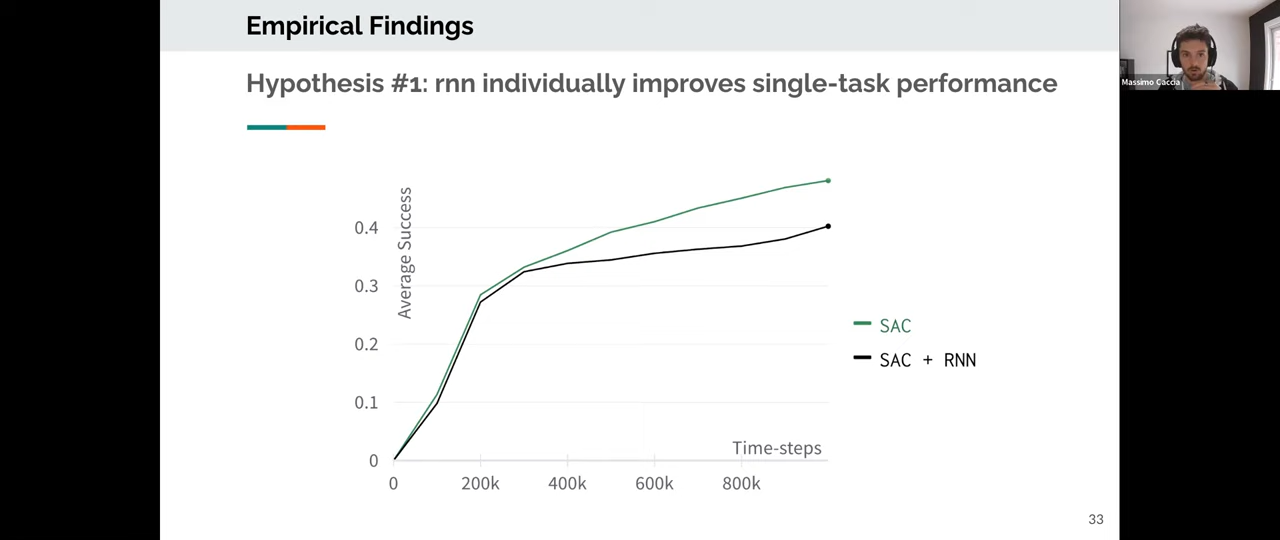 Empirical Findings
Hypothesis #1: rnn individually improves single-task performance
Massimo Caccia
Average Success
0.4
0.3
0.2
0.1
0
Time-steps
0 200k 400k 600k 800k
SAC
SAC + RNN
33